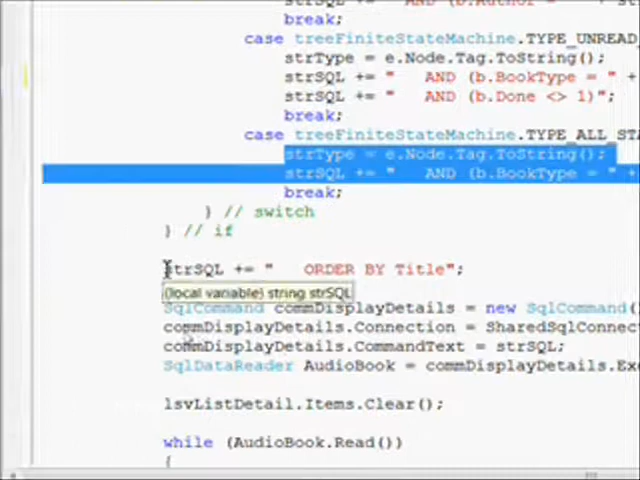 strSQL += "   AND (b.Author = "
break;
case treeFiniteStateMachine.TYPE_UNREAD
strType = e.Node.Tag.ToString();
strSQL += "   AND (b.BookType = " +
strSQL += "   AND (b.Done <> 1)";
break;
case treeFiniteStateMachine.TYPE_ALL_STA
strType = e.Node.Tag.ToString();
strSQL += "   AND (b.BookType = " +
break;
} // switch
} // if
strSQL += "   ORDER BY Title";
(local variable) string strSQL
SqlCommand commDisplayDetails = new SqlCommand(
commDisplayDetails.Connection = SharedSqlConnec
commDisplayDetails.CommandText = strSQL;
SqlDataReader AudioBook = commDisplayDetails.Exe
lsvListDetail.Items.Clear();
while (AudioBook.Read())
{